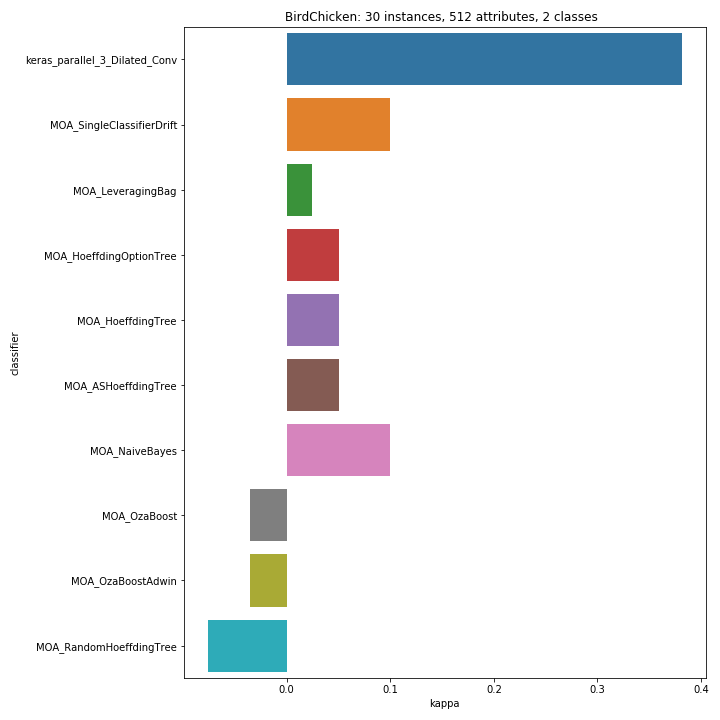 BirdChicken: 30 instances, 512 attributes, 2 classes
keras_parallel_3_Dilated_Conv
MOA_SingleClassifierDrift
MOA_LeveragingBag
MOA_HoeffdingOptionTree
MOA_HoeffdingTree
MOA_ASHoeffdingTree
MOA_NaiveBayes
MOA_OzaBoost
MOA_OzaBoostAdwin
MOA_RandomHoeffdingTree
classifier
0.0 0.1 0.2 0.3 0.4
kappa